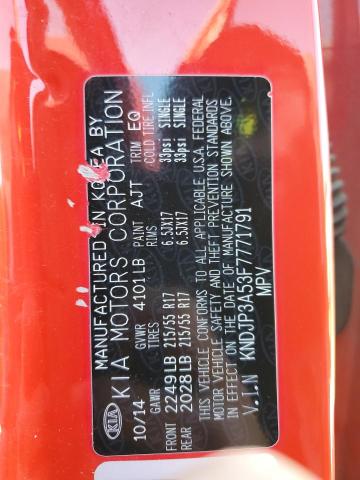 KIA
MANUFACTURED IN KOREA BY
KIA MOTORS CORPORATION
10/14 GVWR 4101LB PAINT AJT TRIM EQ
GAWR TIRES RIMS COLD TIRE INFL
FRONT 2249LB 215/55 R17 6.5JX17 33psi SINGLE
REAR 2028LB 215/55 R17 6.5JX17 33psi SINGLE
THIS VEHICLE CONFORMS TO ALL APPLICABLE U.S.A. FEDERAL
MOTOR VEHICLE SAFETY AND THEFT PREVENTION STANDARDS
IN EFFECT ON THE DATE OF MANUFACTURE SHOWN ABOVE.
V.I.N KNDJP3A53F7771791
MPV